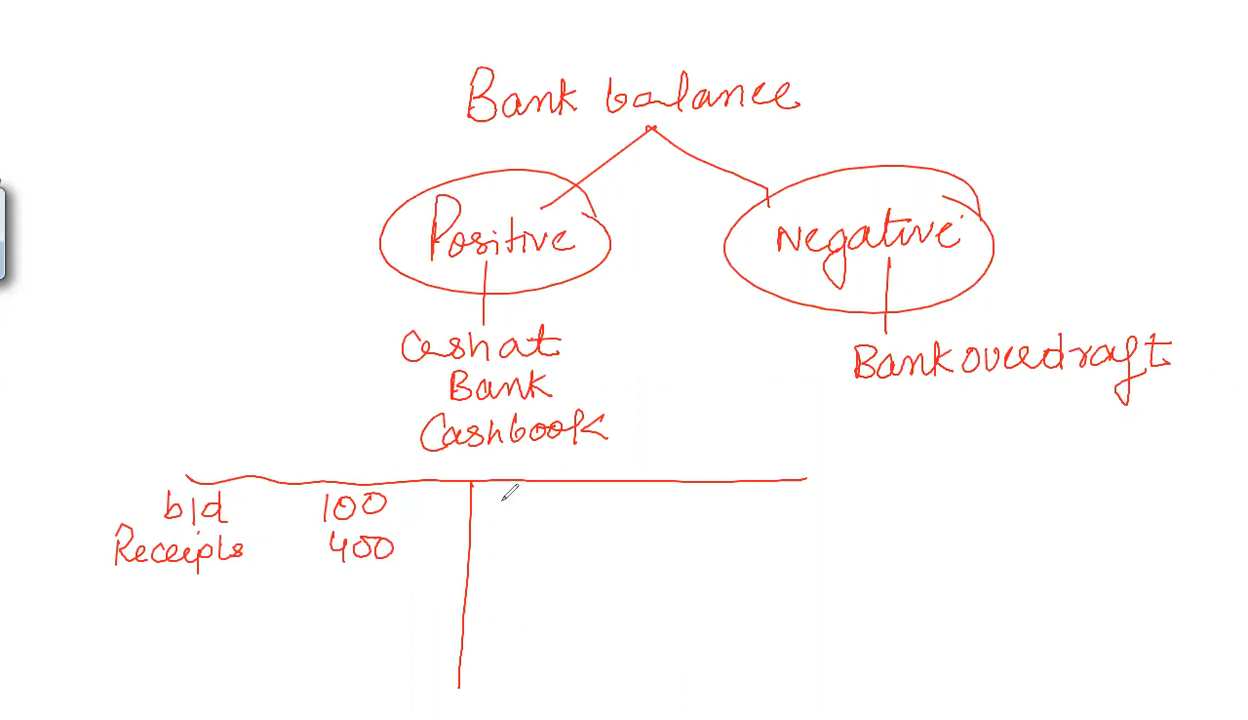 Bank balance
Positive Negative
Cash at
Bank
Bank overdraft
Cashbook
b/d 100
Receipts 400